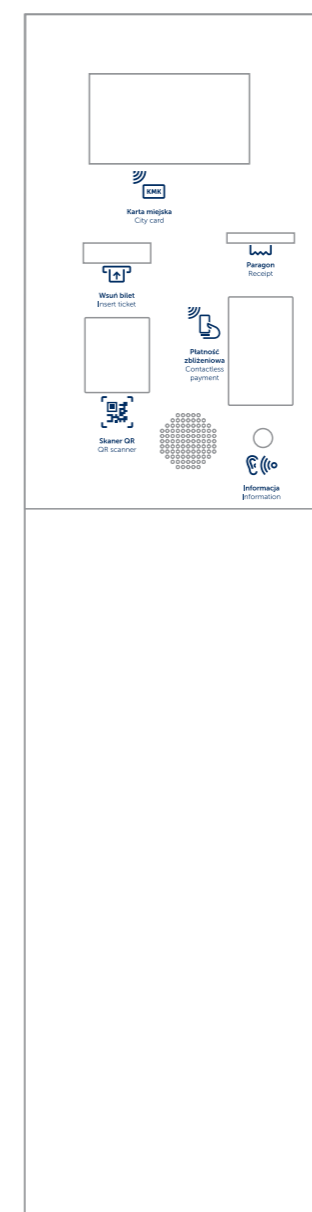 KMK
Karta miejska
City card
Paragon
Receipt
Wsuń bilet
Insert ticket
Płatność
zbliżeniowa
Contactless
payment
Skaner QR
QR scanner
Informacja
Information